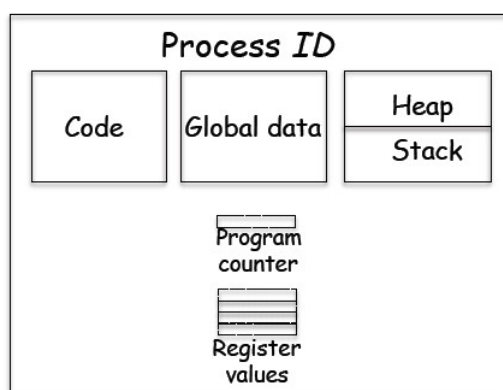 Process ID
Code
Global data
Heap
Stack
Program
counter
Register
values